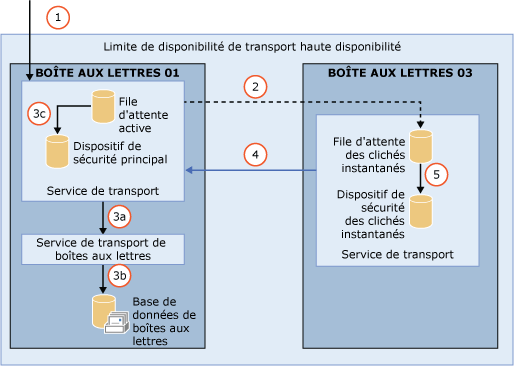 1
Limite de disponibilité de transport haute disponibilité
BOÎTE AUX LETTRES 01
File
d'attente
active
3c
Dispositif de
sécurité principal
Service de transport
3a
Service de transport de
boîtes aux lettres
3b
Base de
données de
boîtes aux
lettres
2
4
BOÎTE AUX LETTRES 03
File d'attente
des clichés
instantanés
5
Dispositif de
sécurité
des clichés
instantanés
Service de transport